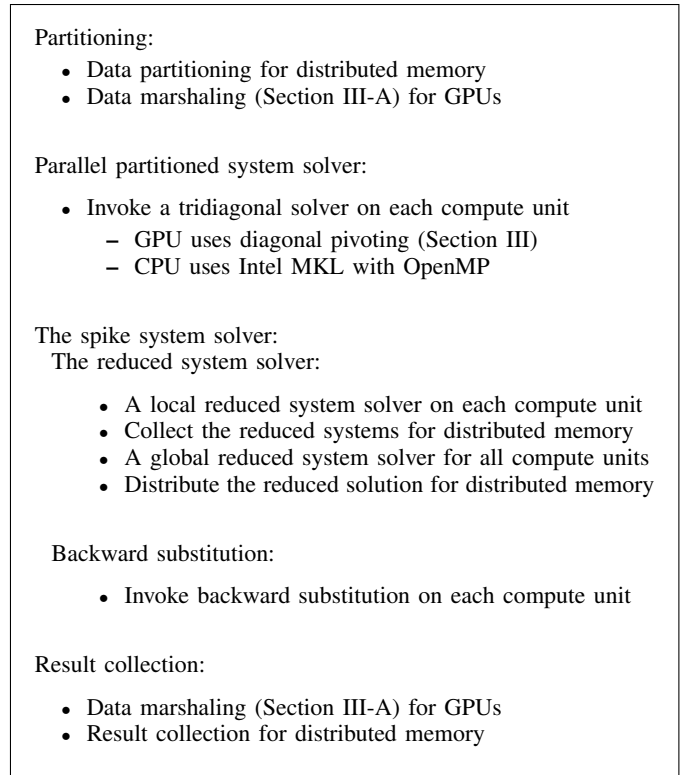 Partitioning:
• Data partitioning for distributed memory
• Data marshaling (Section III-A) for GPUs
Parallel partitioned system solver:
• Invoke a tridiagonal solver on each compute unit
– GPU uses diagonal pivoting (Section III)
– CPU uses Intel MKL with OpenMP
The spike system solver:
The reduced system solver:
• A local reduced system solver on each compute unit
• Collect the reduced systems for distributed memory
• A global reduced system solver for all compute units
• Distribute the reduced solution for distributed memory
Backward substitution:
• Invoke backward substitution on each compute unit
Result collection:
• Data marshaling (Section III-A) for GPUs
• Result collection for distributed memory